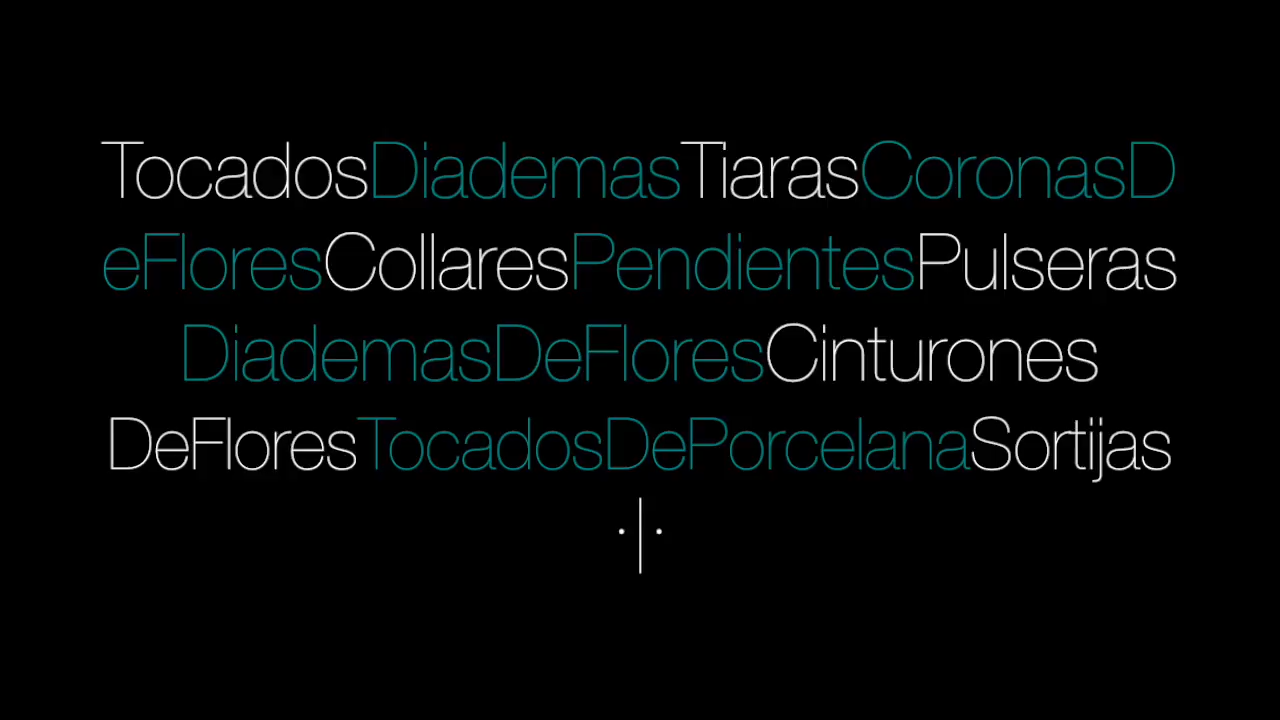 TocadosDiademasTiarasCoronasD
eFloresCollaresPendientesPulseras
DiademasDeFloresCinturones
DeFloresTocadosDePorcelanaSortijas
·|·